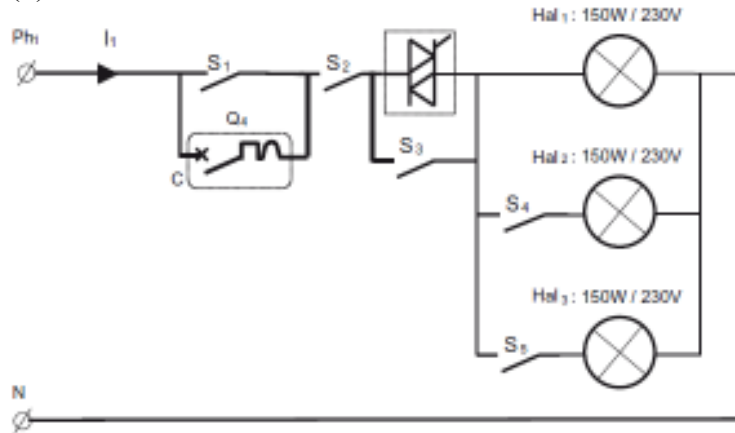 Hal₁ : 150W / 230V
Ph₁
I₁
S₁
S₂
Q₄
C
S₃
Hal₂ : 150W / 230V
S₄
Hal₃ : 150W / 230V
S₅
N